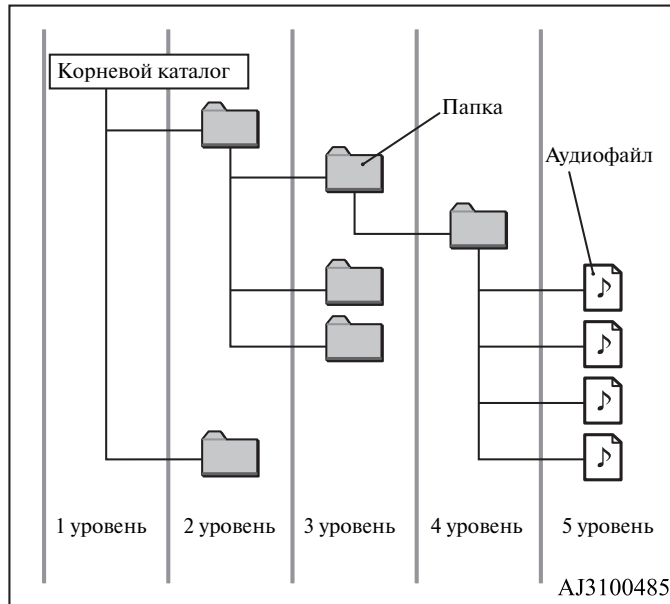 Корневой каталог
Папка
Аудиофайл
1 уровень 2 уровень 3 уровень 4 уровень 5 уровень
AJ3100485